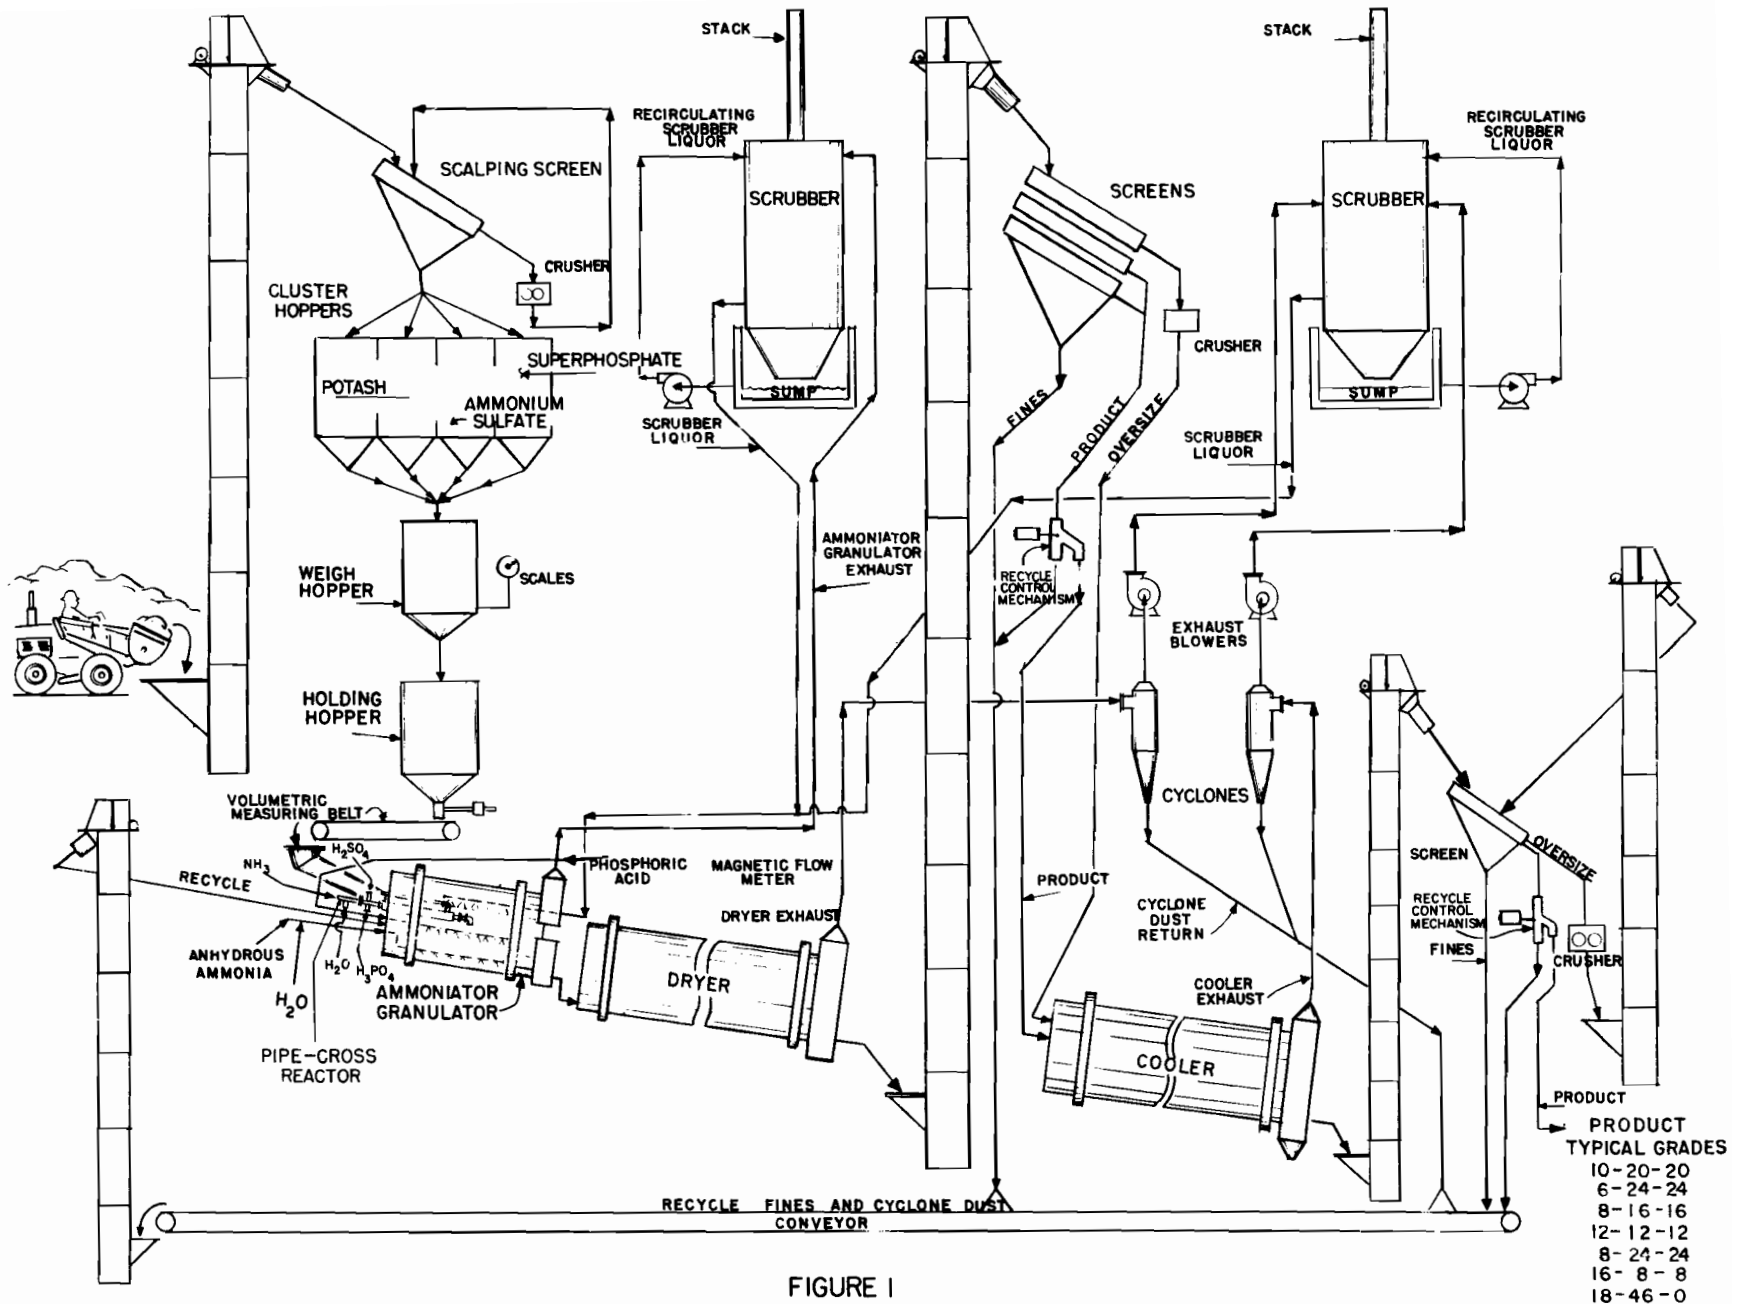 STACK
STACK
RECIRCULATING
SCRUBBER
LIQUOR
RECIRCULATING
SCRUBBER
LIQUOR
SCALPING SCREEN
SCRUBBER
SCREENS
SCRUBBER
CRUSHER
CLUSTER
HOPPERS
SUPERPHOSPHATE
POTASH
AMMONIUM
SULFATE
SUMP
CRUSHER
SUMP
SCRUBBER
LIQUOR
FINES
PRODUCT
OVERSIZE
SCRUBBER
LIQUOR
AMMONIATOR
GRANULATOR
EXHAUST
WEIGH
HOPPER
SCALES
RECYCLE
CONTROL
MECHANISM
EXHAUST
BLOWERS
HOLDING
HOPPER
VOLUMETRIC
MEASURING BELT
CYCLONES
H2SO4
NH3
RECYCLE
PHOSPHORIC
ACID
MAGNETIC FLOW
METER
PRODUCT
SCREEN
OVERSIZE
DRYER EXHAUST
CYCLONE
DUST
RETURN
RECYCLE
CONTROL
MECHANISM
FINES
CRUSHER
ANHYDROUS
AMMONIA
H2O
H3PO4
H2O
AMMONIATOR
GRANULATOR
DRYER
COOLER
EXHAUST
PIPE-CROSS
REACTOR
COOLER
PRODUCT
PRODUCT
TYPICAL GRADES
10-20-20
6-24-24
8-16-16
12-12-12
8-24-24
16-8-8
18-46-0
RECYCLE FINES AND CYCLONE DUST
CONVEYOR
FIGURE 1